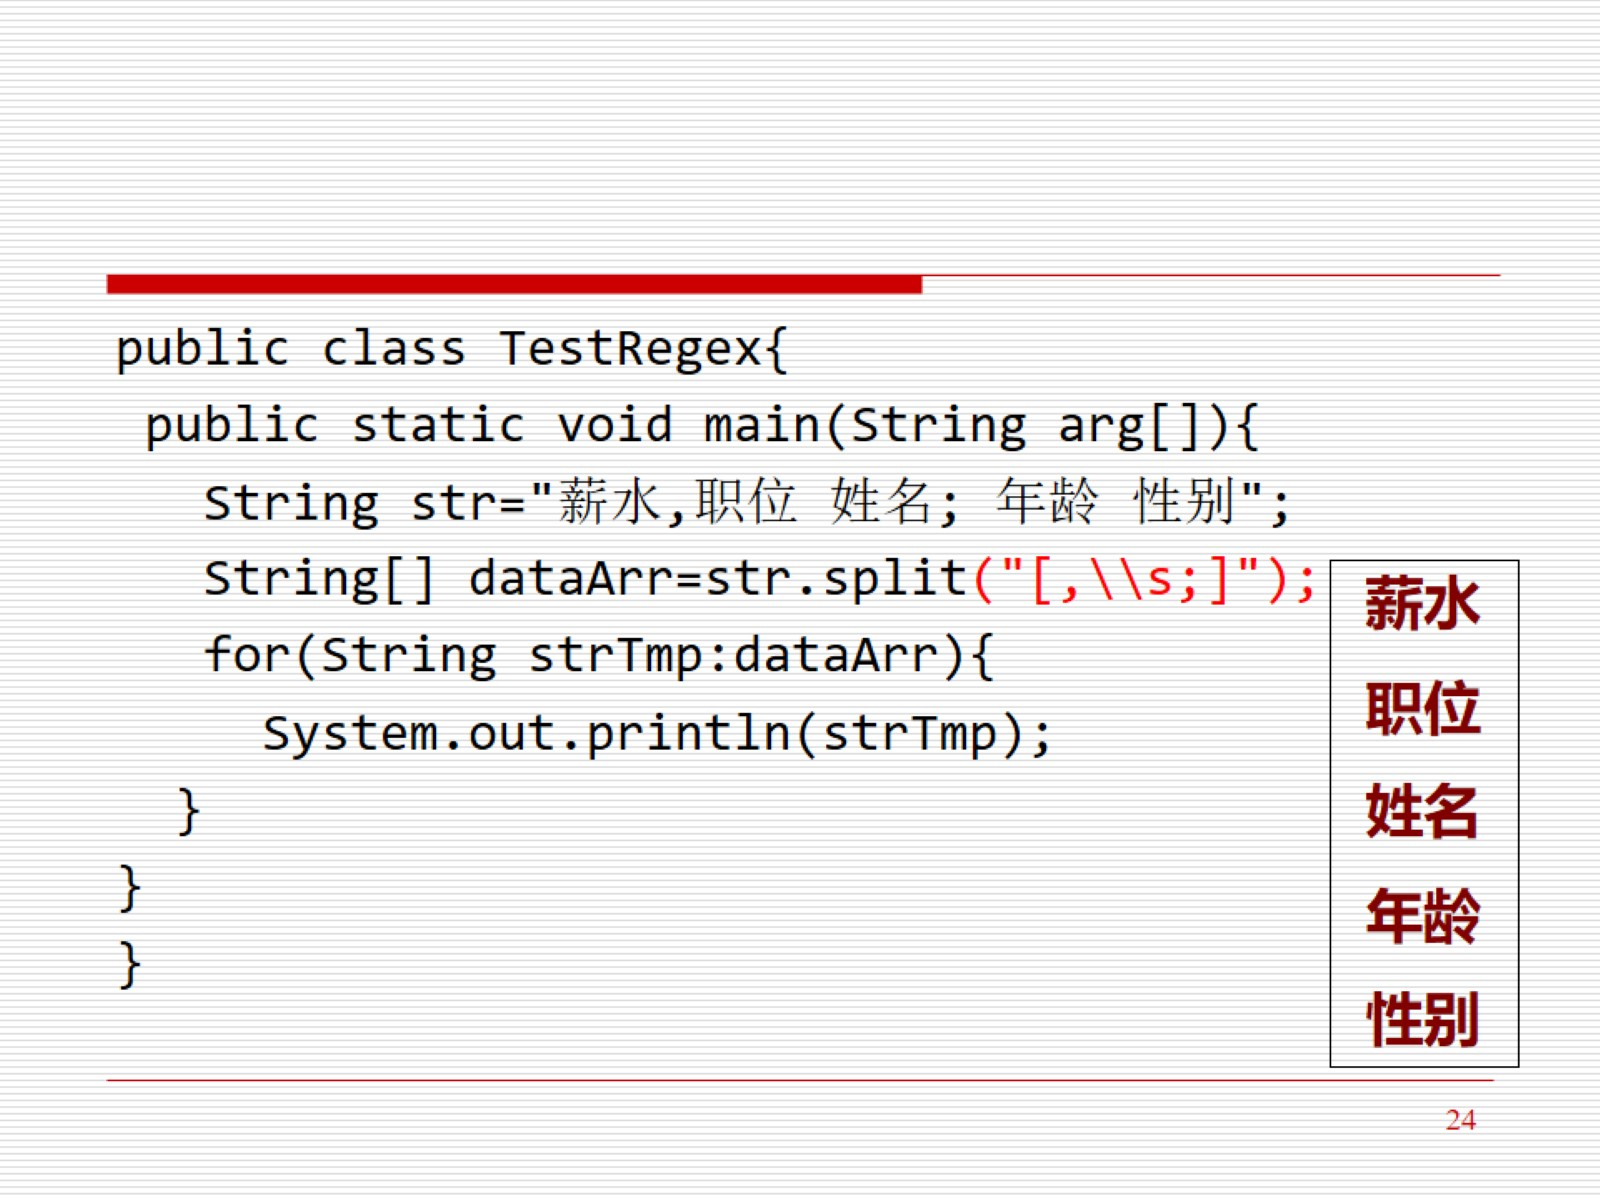 public class TestRegex{
public static void main(String arg[]){
String str="薪水,职位 姓名; 年龄 性别";
String[] dataArr=str.split("[,\\s;]");
for(String strTmp:dataArr){
System.out.println(strTmp);
}
}
}
薪水
职位
姓名
年龄
性别
24